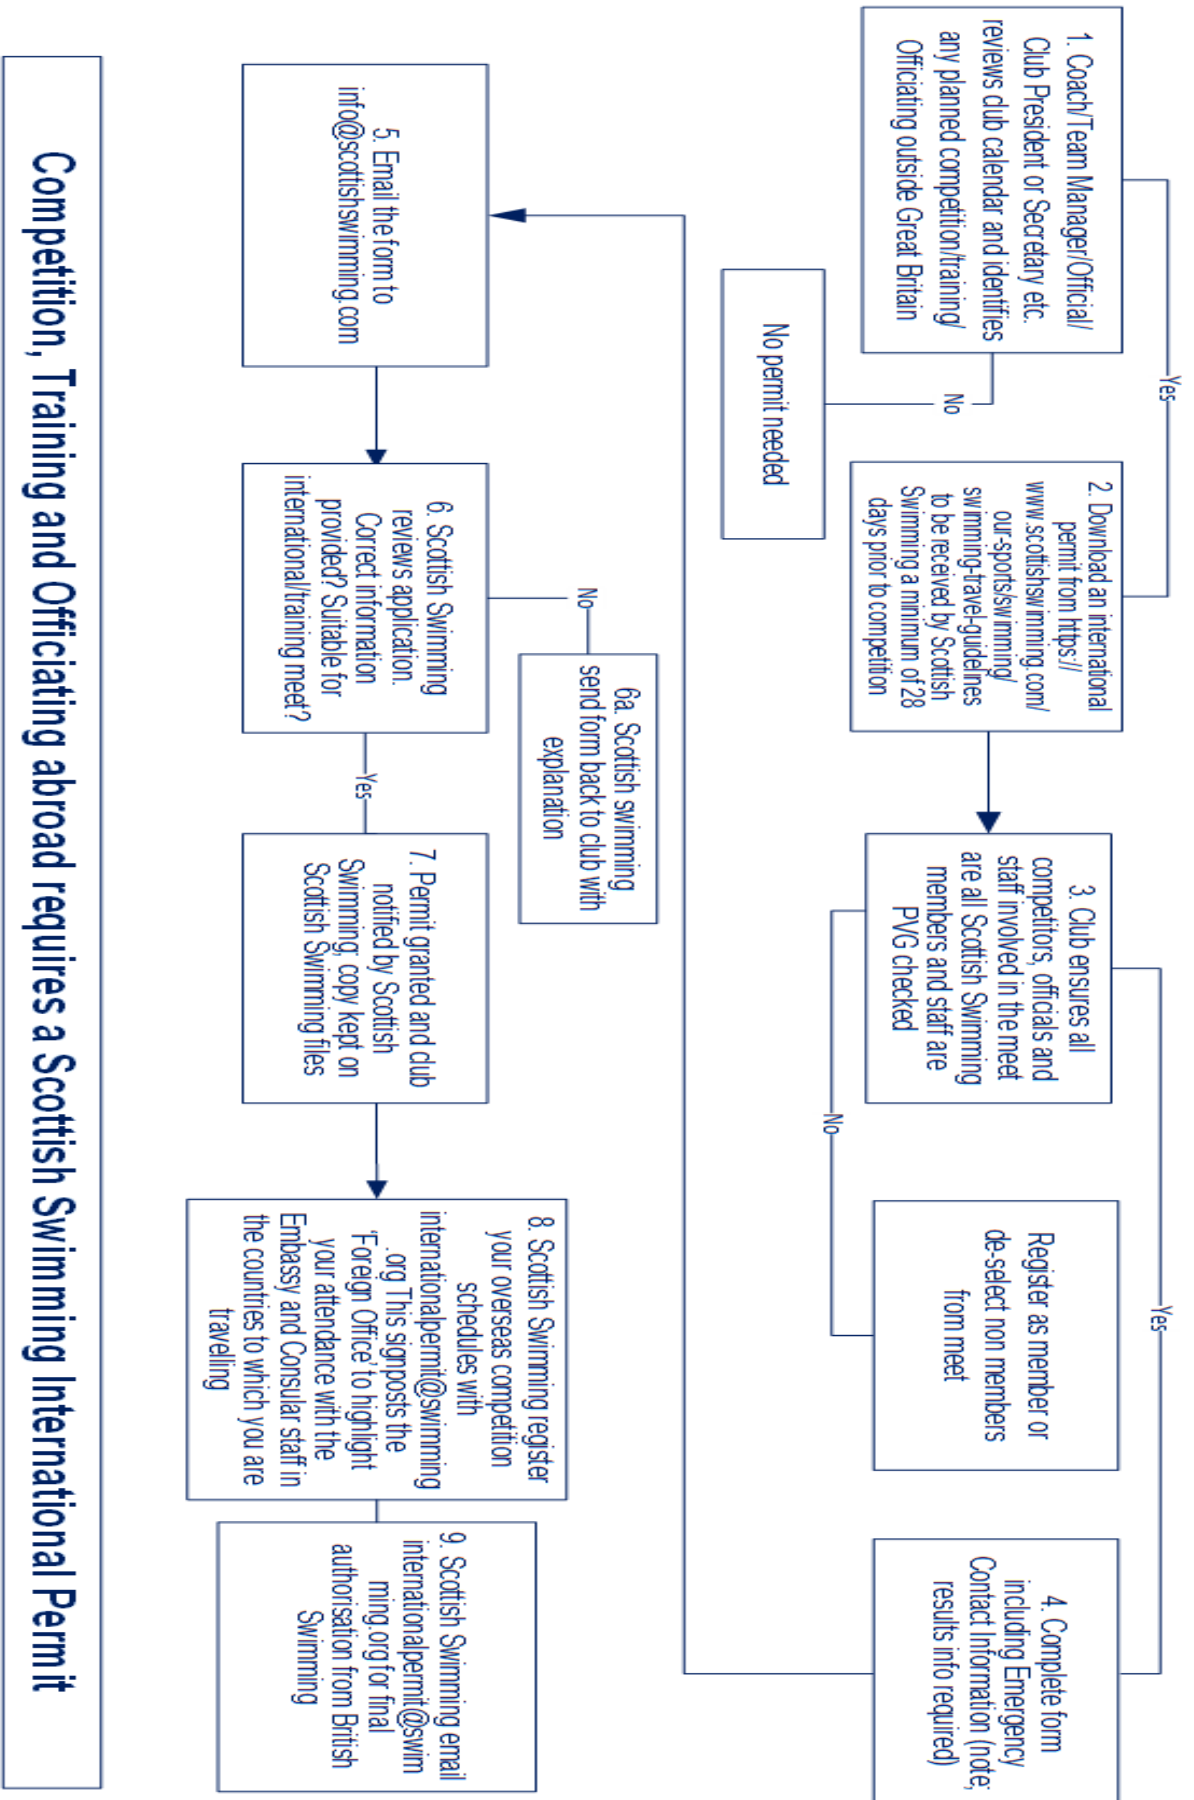 1. Coach/Team Manager/Official/
Club President or Secretary etc.
reviews club calendar and identifies
any planned competition/training/
Officiating outside Great Britain
Yes
No
No permit needed
2. Download an international
permit from https://
www.scottishswimming.com/
our-sports/swimming/
swimming-travel-guidelines
to be received by Scottish
Swimming a minimum of 28
days prior to competition
3. Club ensures all
competitors, officials and
staff involved in the meet
are all Scottish Swimming
members and staff are
PVG checked
Yes
No
Register as member or
de-select non members
from meet
4. Complete form
including Emergency
Contact Information (note;
results info required)
5. Email the form to
info@scottishswimming.com
6. Scottish Swimming
reviews application.
Correct information
provided? Suitable for
international/training meet?
No
6a. Scottish swimming
send form back to club with
explanation
Yes
7. Permit granted and club
notified by Scottish
Swimming; copy kept on
Scottish Swimming files
8. Scottish Swimming register
your overseas competition
schedules with
internationalpermit@swimming
.org This signposts the
'Foreign Office' to highlight
your attendance with the
Embassy and Consular staff in
the countries to which you are
travelling
9. Scottish Swimming email
internationalpermit@swim
ming.org for final
authorisation from British
Swimming
Competition, Training and Officiating abroad requires a Scottish Swimming International Permit